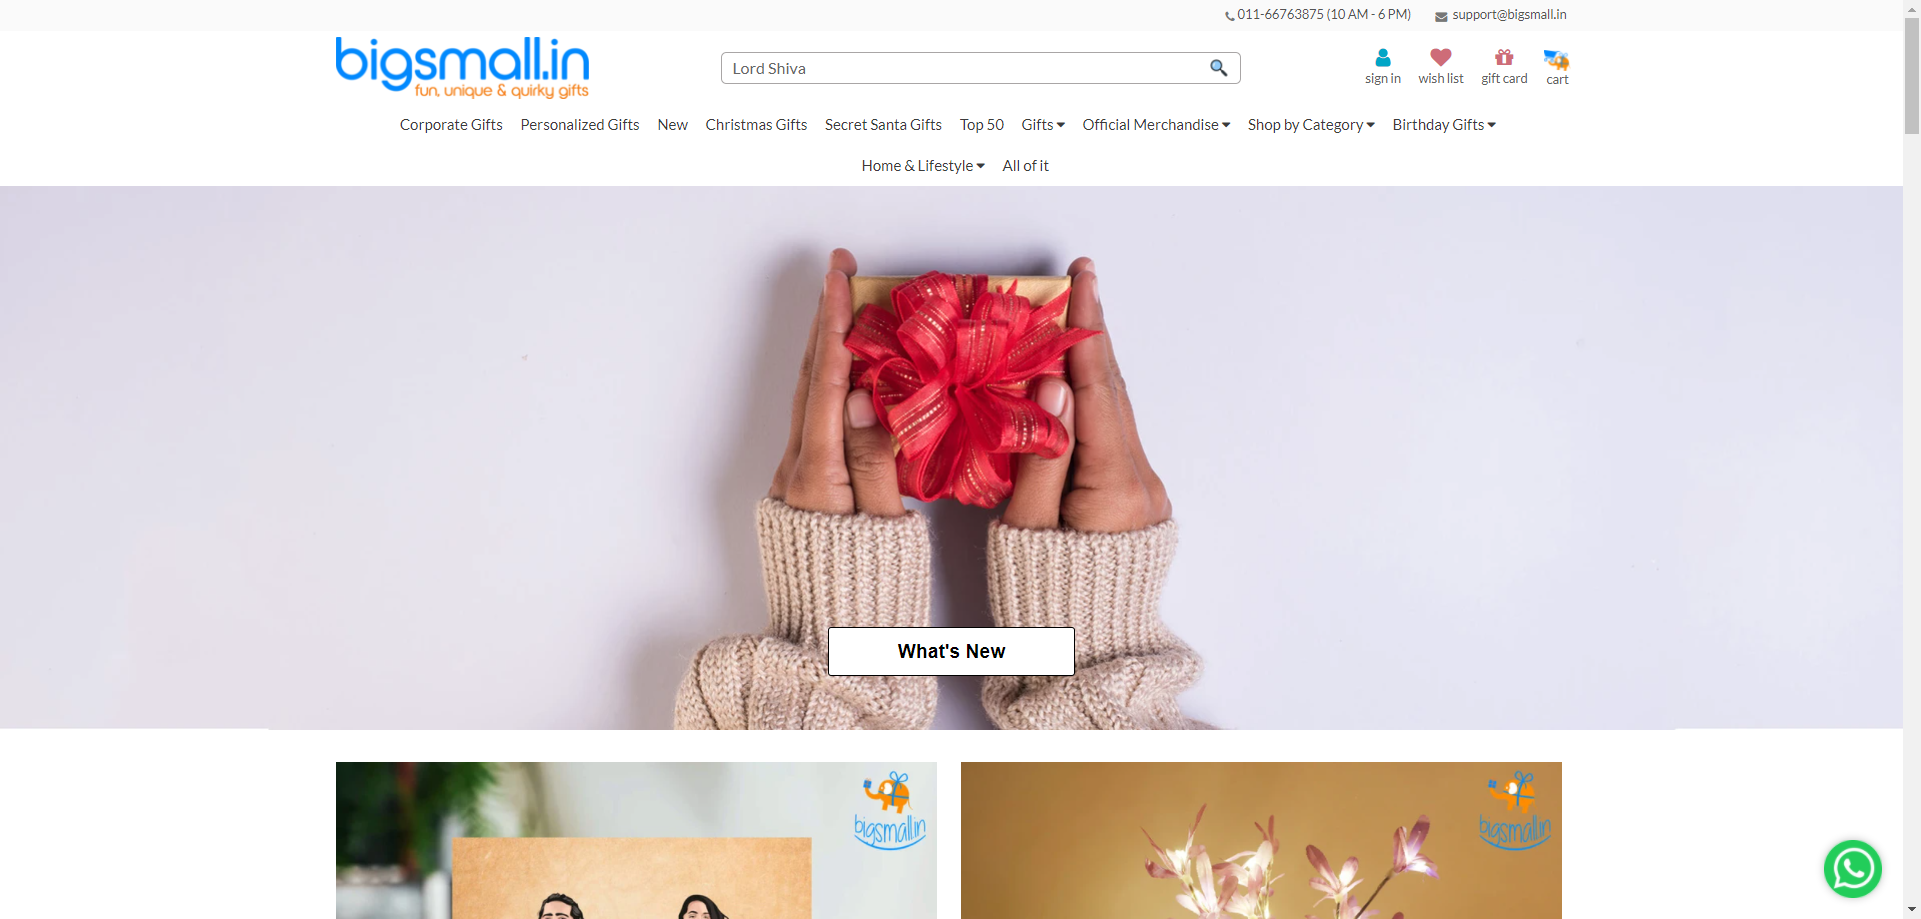 011-66763875 (10 AM - 6 PM) support@bigsmall.in
bigsmall.in
fun, unique & quirky gifts
Lord Shiva
sign in wish list gift card cart
Corporate Gifts Personalized Gifts New Christmas Gifts Secret Santa Gifts Top 50 Gifts Official Merchandise Shop by Category Birthday Gifts
Home & Lifestyle All of it
What's New
bigsmall.in
bigsmall.in